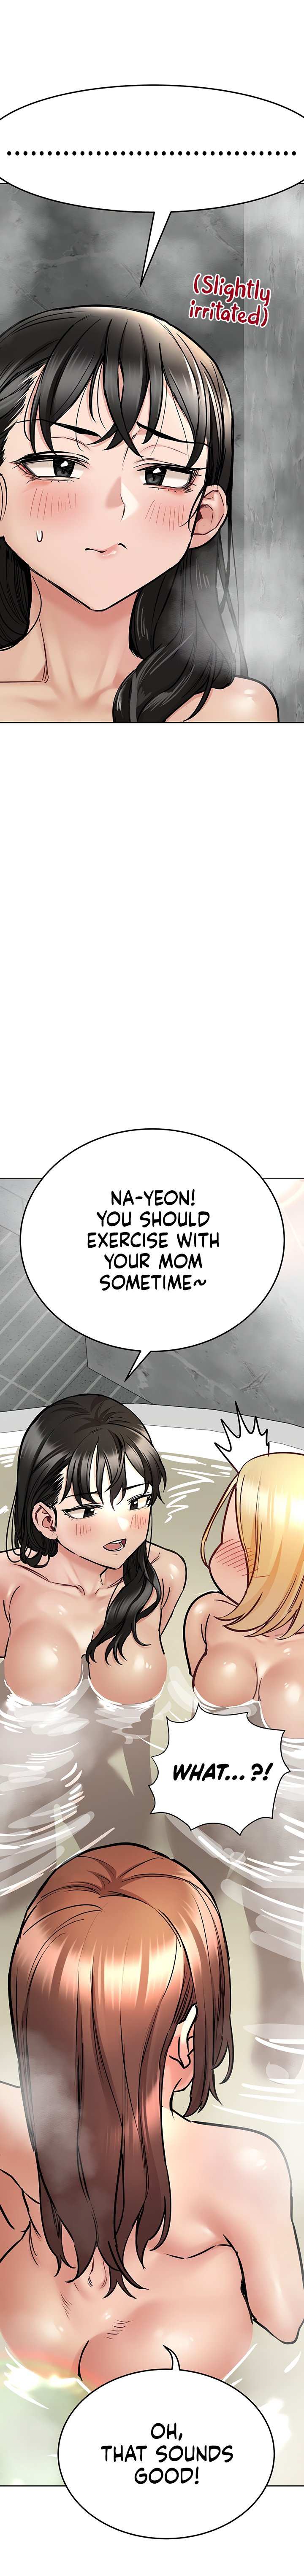 (Slightly
irritated)
NA-YEON!
YOU SHOULD
EXERCISE WITH
YOUR MOM
SOMETIME~
WHAT...?!
OH,
THAT SOUNDS
GOOD!